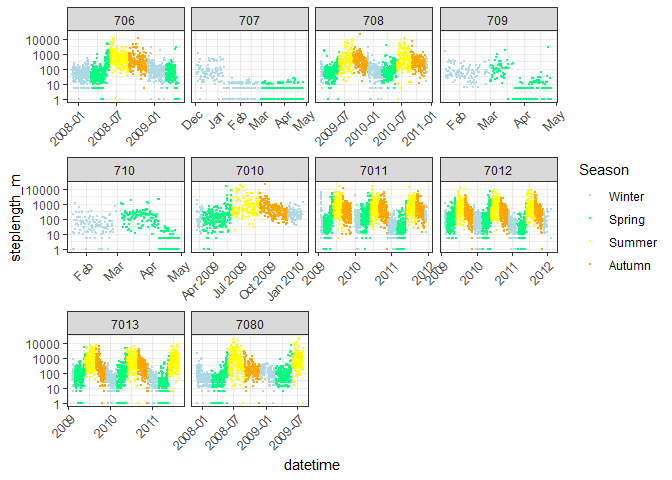 706 707 708 709
10000
1000
100
10
1
2008-01 2008-07 2009-01 Dec Jan Feb Mar Apr May 2009-07 2010-01 2010-07 2011-01 Feb Mar Apr May
710 7010 7011 7012
10000
1000
100
10
1
Feb Mar Apr May Apr 2009 Jul 2009 Oct 2009 Jan 2010 2009 2010 2011 2012 2009 2010 2011 2012
7013 7080
10000
1000
100
10
1
2009 2010 2011 2008-01 2008-07 2009-01 2009-07
steplength_m
datetime
Season
Winter
Spring
Summer
Autumn